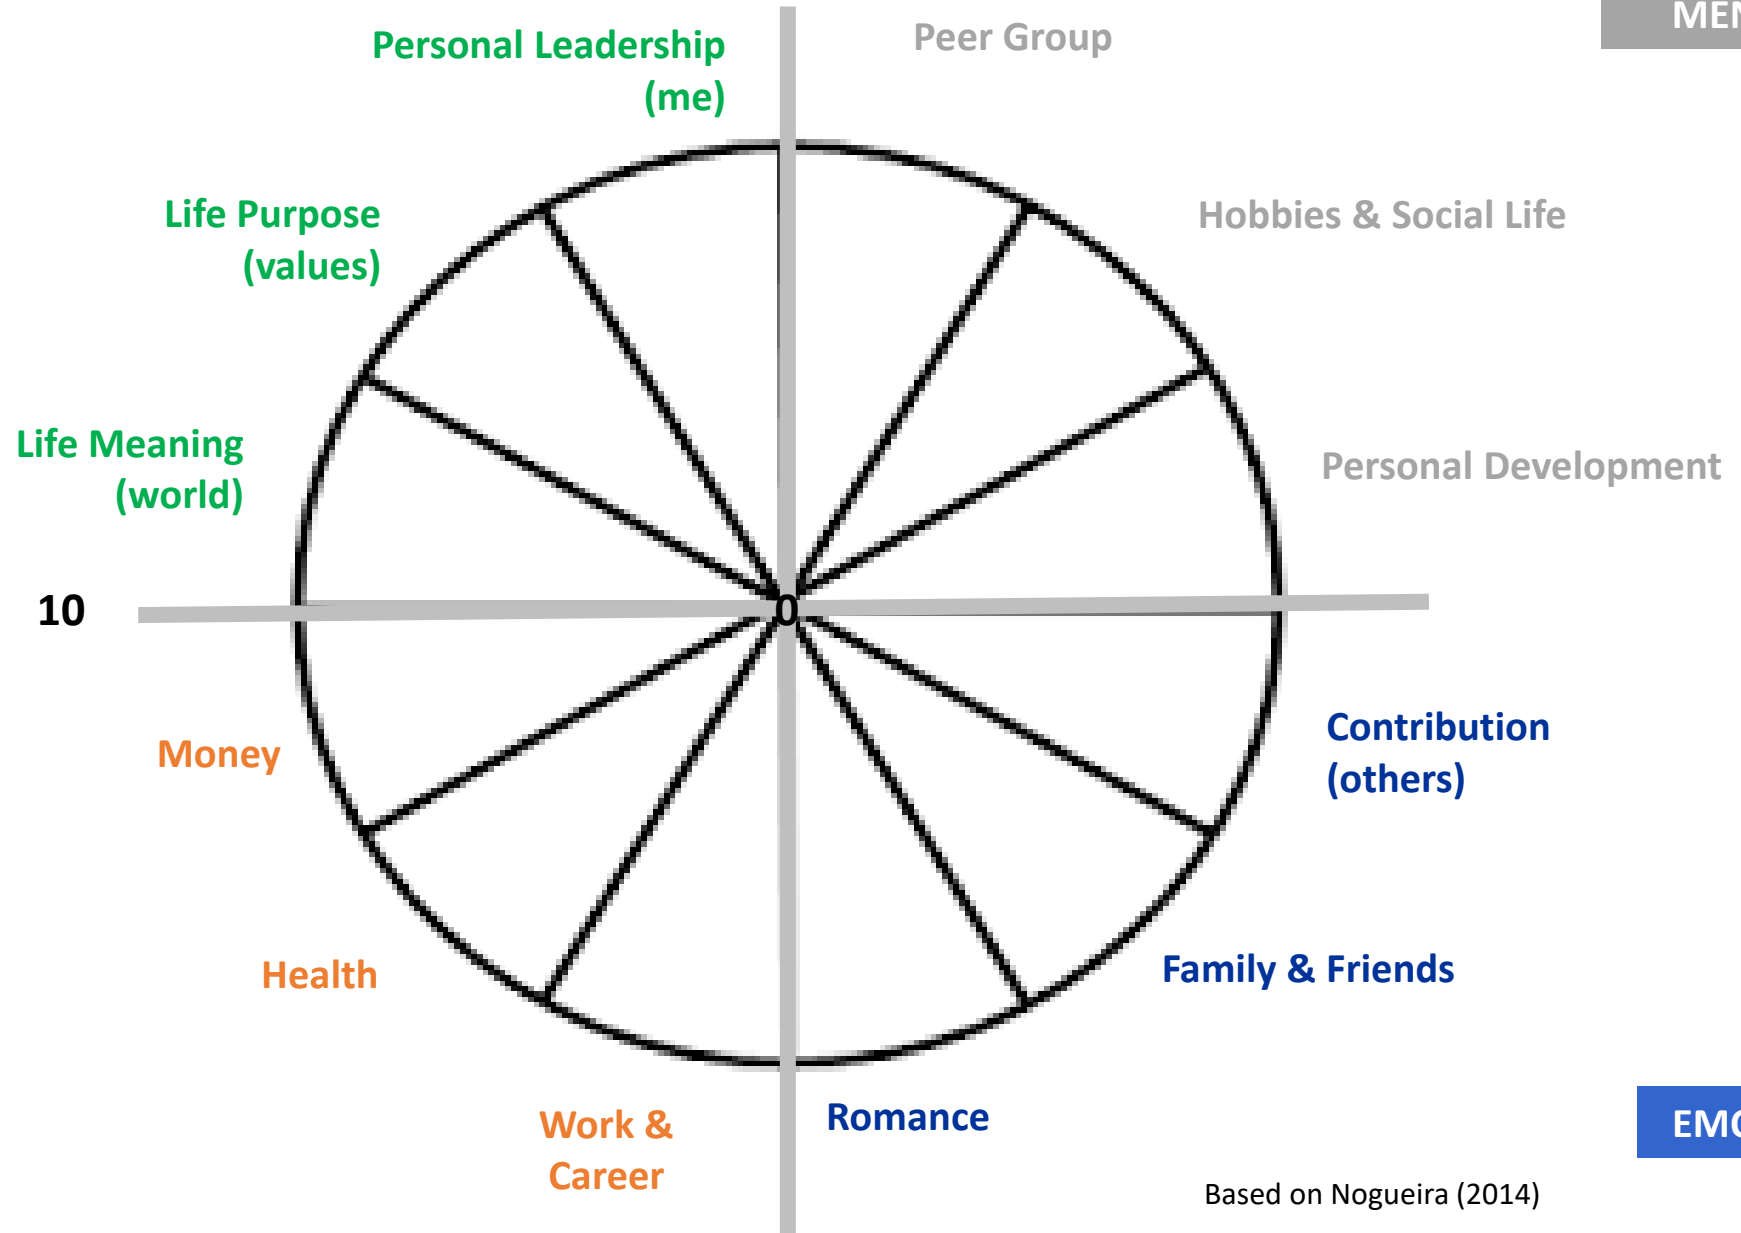 Personal Leadership
(me)
Peer Group
Life Purpose
(values)
Hobbies & Social Life
Life Meaning
(world)
Personal Development
10
0
Money
Contribution
(others)
Health
Family & Friends
Work &
Career
Romance
Based on Nogueira (2014)